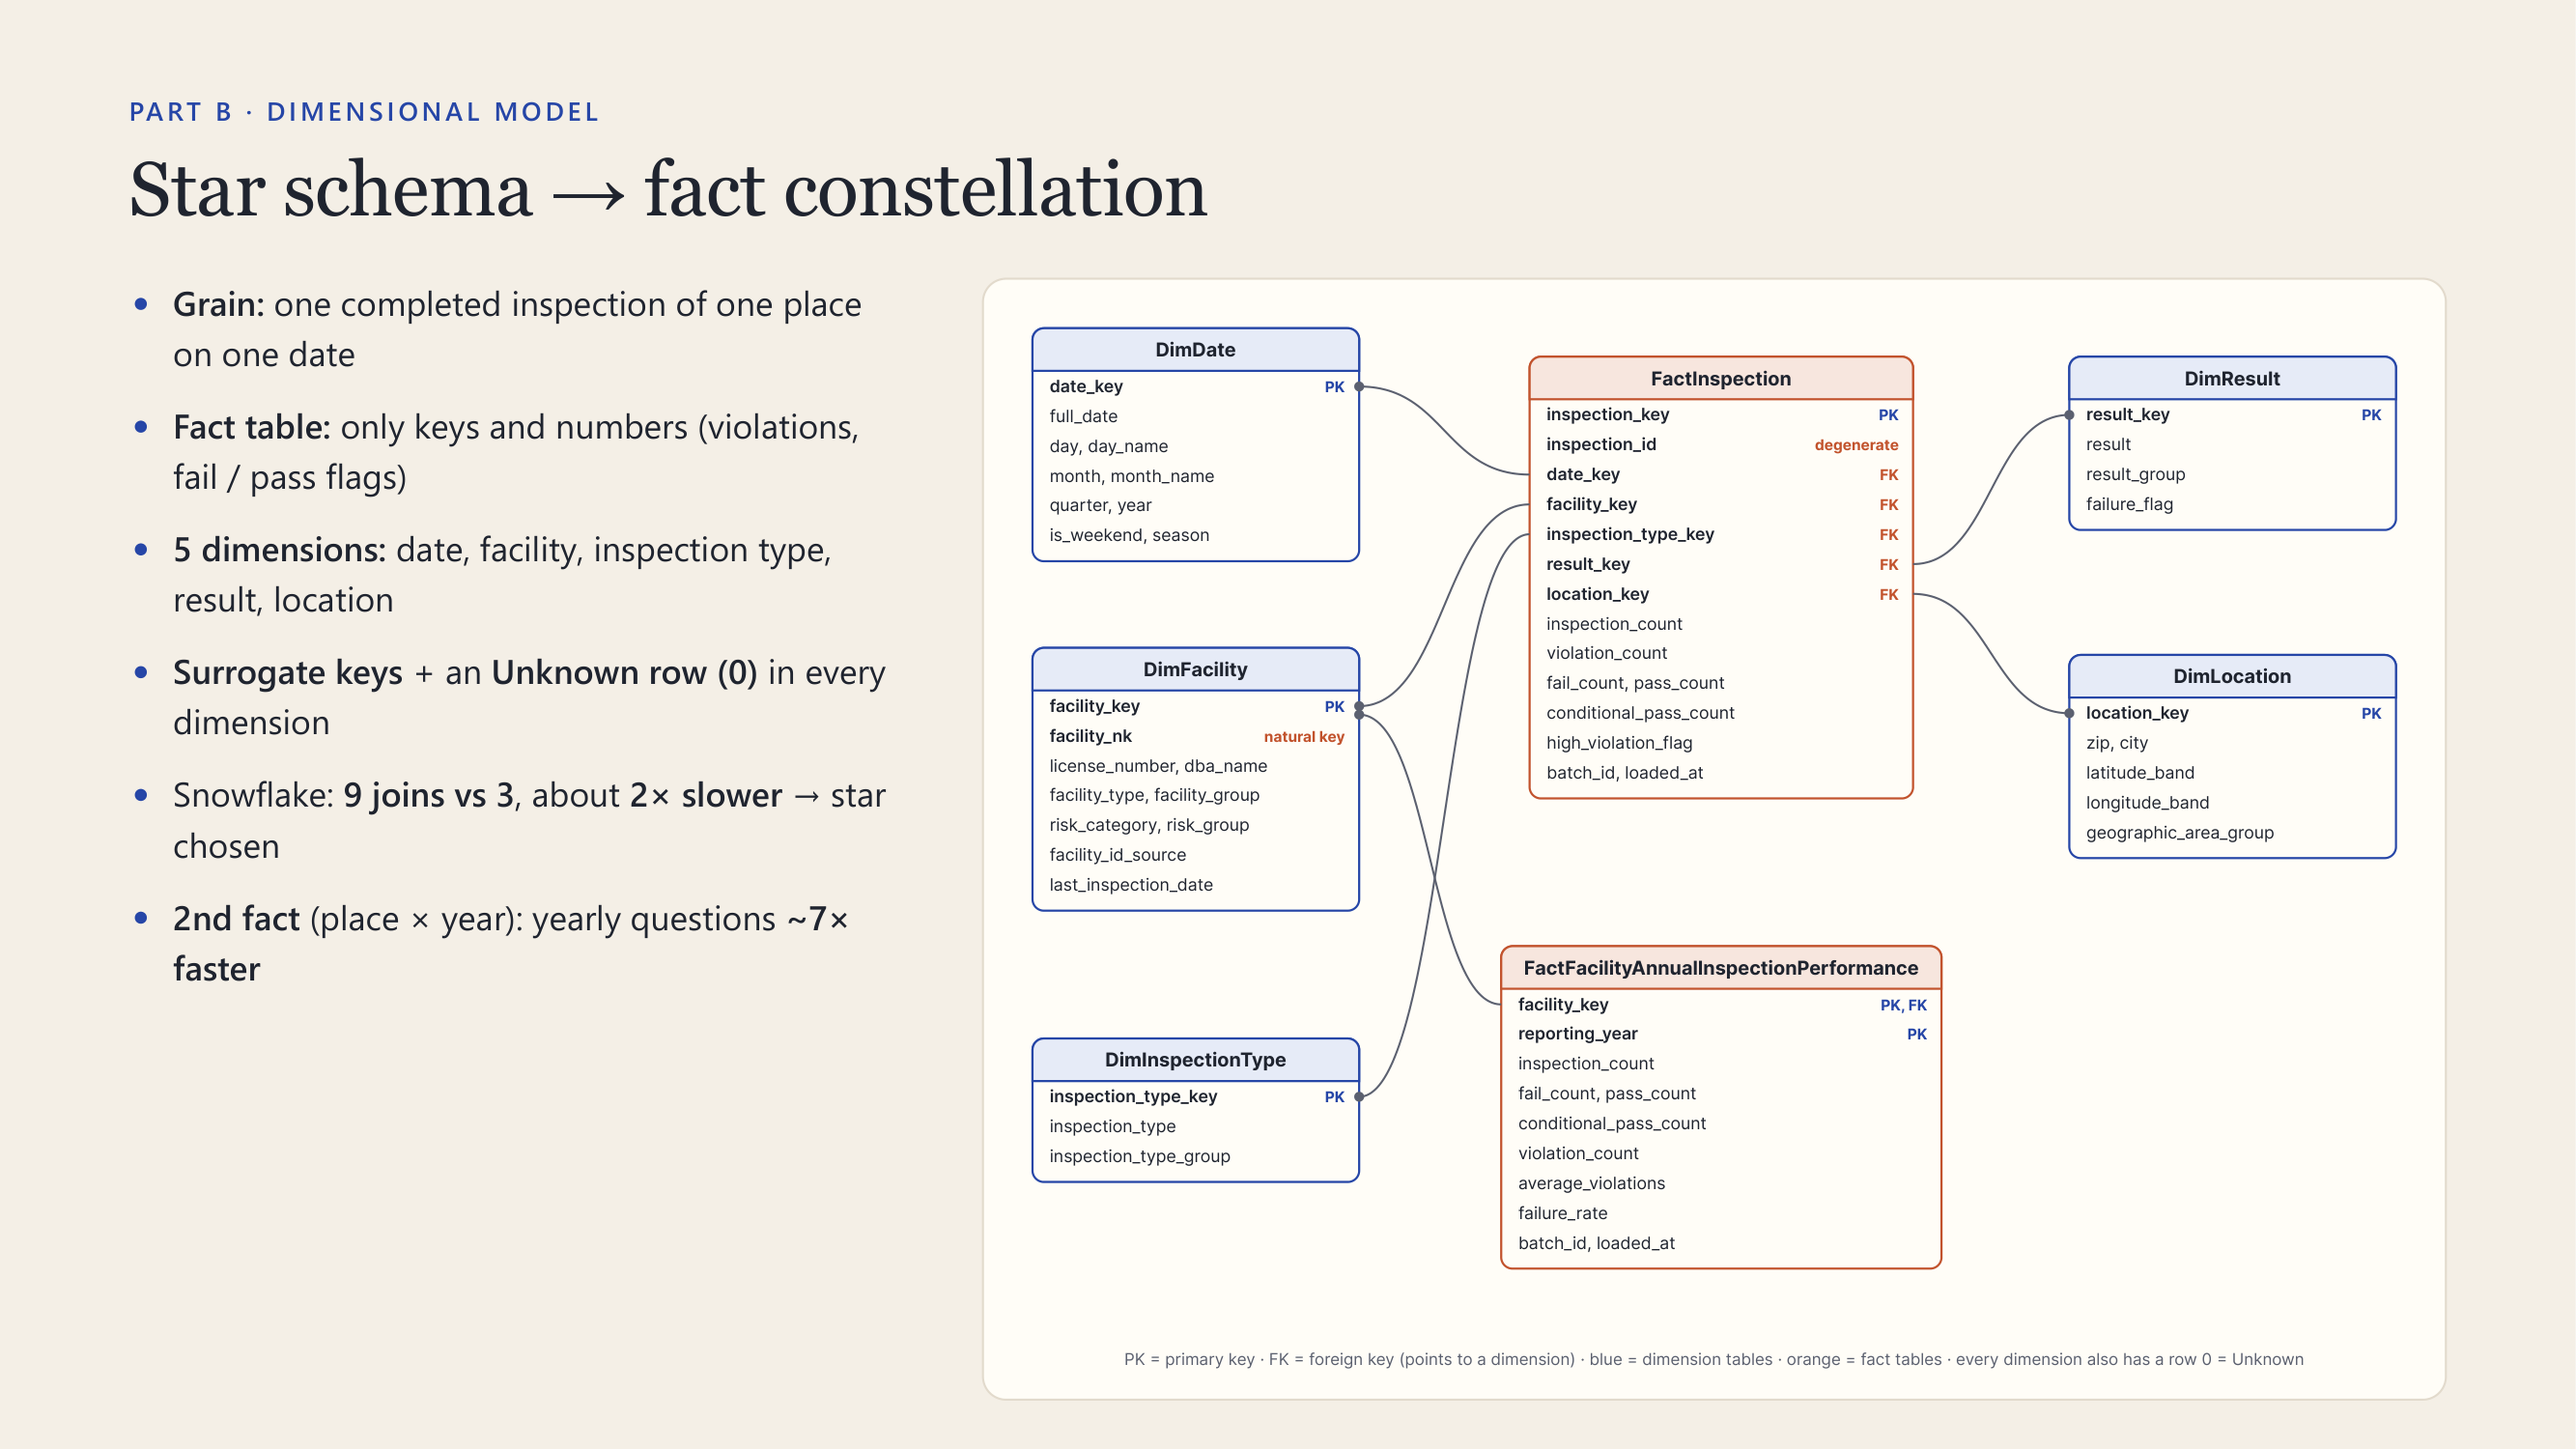 PART B · DIMENSIONAL MODEL
Star schema → fact constellation
• Grain: one completed inspection of one place
on one date
• Fact table: only keys and numbers (violations,
fail / pass flags)
• 5 dimensions: date, facility, inspection type,
result, location
• Surrogate keys + an Unknown row (0) in every
dimension
• Snowflake: 9 joins vs 3, about 2× slower → star
chosen
• 2nd fact (place × year): yearly questions ~7×
faster
DimDate
date_key PK
full_date
day, day_name
month, month_name
quarter, year
is_weekend, season
DimFacility
facility_key PK
facility_nk natural key
license_number, dba_name
facility_type, facility_group
risk_category, risk_group
facility_id_source
last_inspection_date
DimInspectionType
inspection_type_key PK
inspection_type
inspection_type_group
FactInspection
inspection_key PK
inspection_id degenerate
date_key FK
facility_key FK
inspection_type_key FK
result_key FK
location_key FK
inspection_count
violation_count
fail_count, pass_count
conditional_pass_count
high_violation_flag
batch_id, loaded_at
FactFacilityAnnualInspectionPerformance
facility_key PK, FK
reporting_year PK
inspection_count
fail_count, pass_count
conditional_pass_count
violation_count
average_violations
failure_rate
batch_id, loaded_at
DimResult
result_key PK
result
result_group
failure_flag
DimLocation
location_key PK
zip, city
latitude_band
longitude_band
geographic_area_group
PK = primary key · FK = foreign key (points to a dimension) · blue = dimension tables · orange = fact tables · every dimension also has a row 0 = Unknown